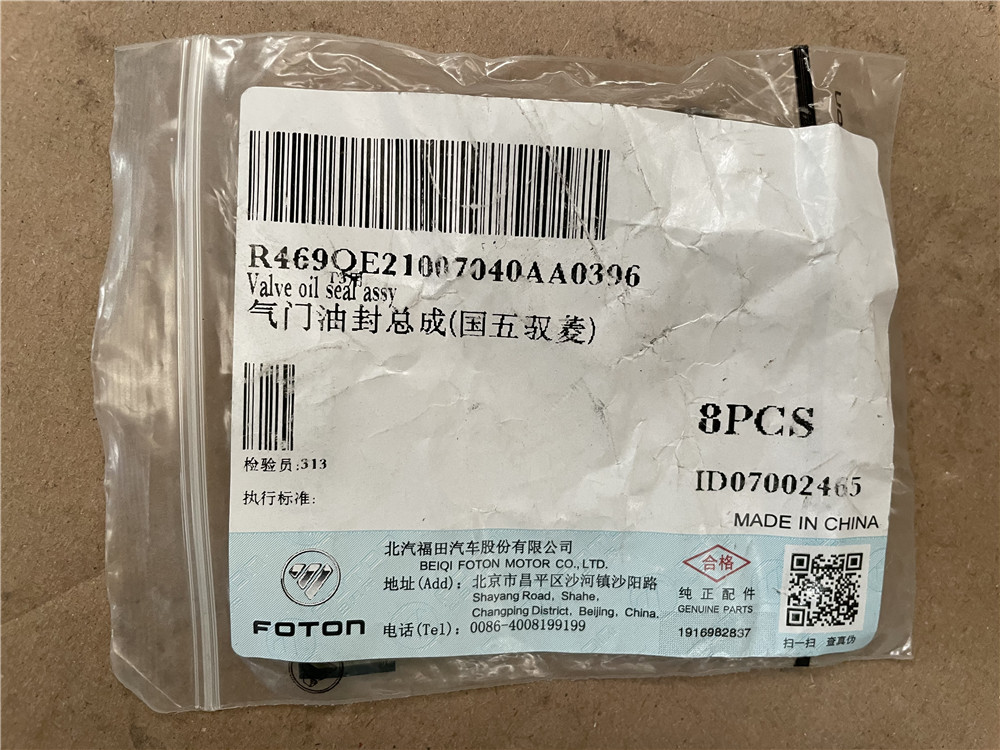 R469QE21007040AA0396
Valve oil seal assy
气门油封总成(国五驭菱)
检验员:313
执行标准:
8PCS
ID07002465
MADE IN CHINA
北汽福田汽车股份有限公司
BEIQI FOTON MOTOR CO.,LTD.
地址(Add): 北京市昌平区沙河镇沙阳路
Shayang Road, Shahe,
Changping District, Beijing, China.
电话(Tel): 0086-4008199199
FOTON
合格
纯正配件
GENUINE PARTS
1916982837
扫一扫 查真伪